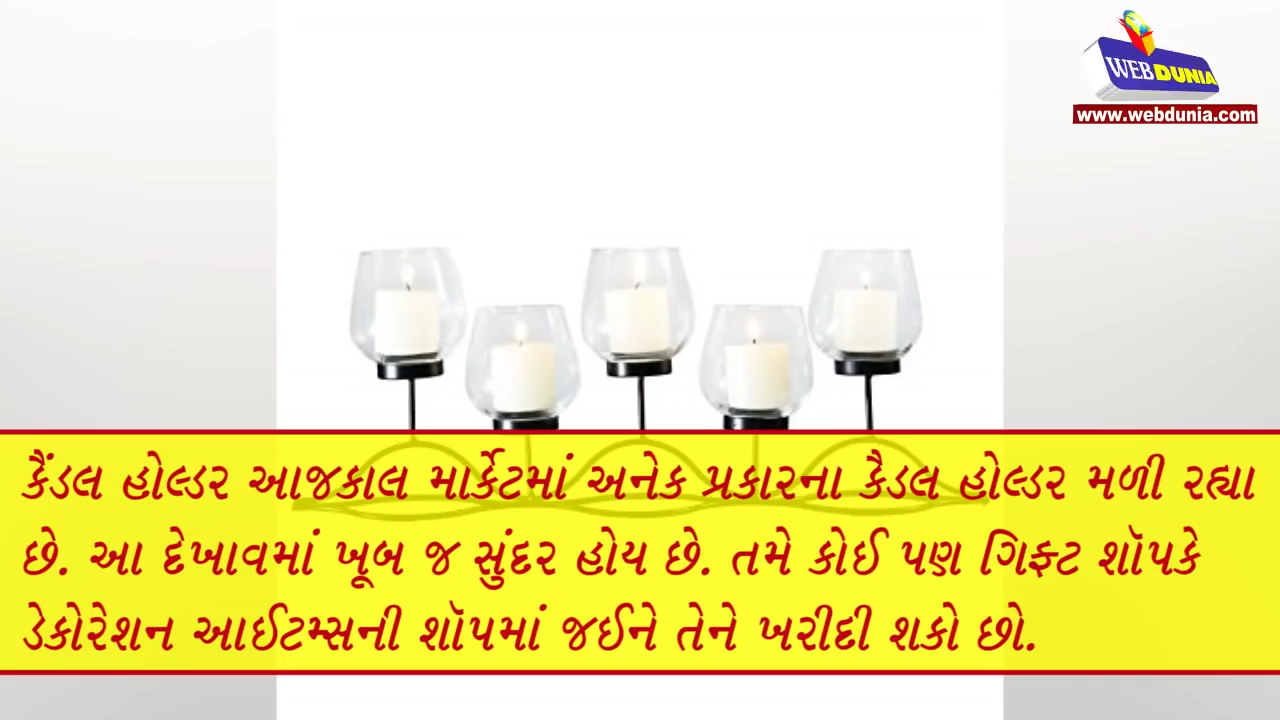 WEBDUNIA
www.webdunia.com
કૈંડલ હોલ્ડર આજકાલ માર્કેટમાં અનેક પ્રકારના કૈડલ હોલ્ડર મળી રહ્યા
છે. આ દેખાવમાં ખૂબ જ સુંદર હોય છે. તમે કોઈ પણ ગિફ્ટ શૉપકે
ડેકોરેશન આઈટમ્સની શૉપમાં જઈને તેને ખરીદી શકો છો.